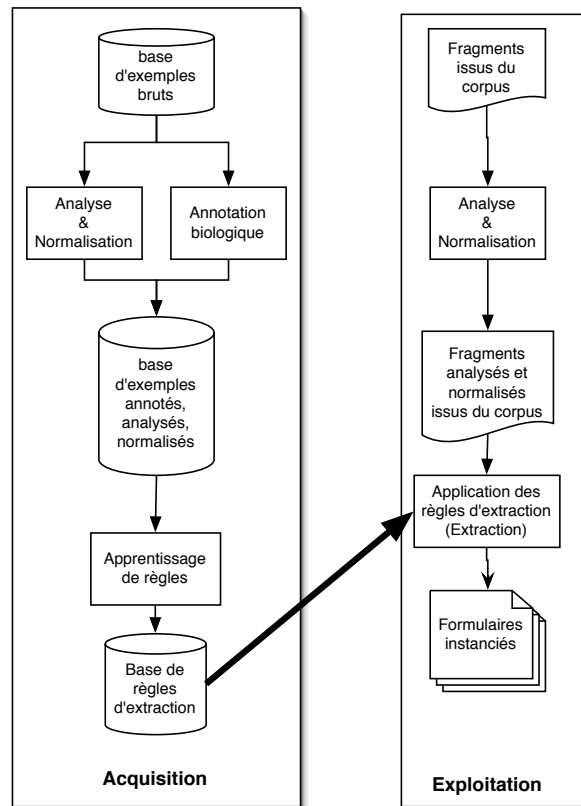 base
d'exemples
bruts
Analyse
&
Normalisation
Annotation
biologique
base
d'exemples
annotés,
analysés,
normalisés
Apprentissage
de règles
Base de
règles
d'extraction
Acquisition
Fragments
issus du
corpus
Analyse
&
Normalisation
Fragments
analysés et
normalisés
issus du corpus
Application des
règles d'extraction
(Extraction)
Formulaires
instanciés
Exploitation